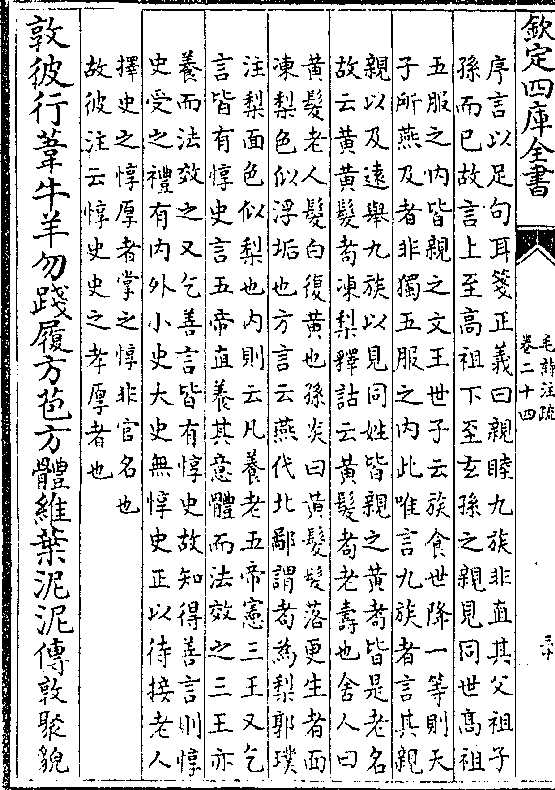 欽定四庫全書
毛詩注疏
卷二十四
序言以足句耳箋正義曰親睦九族非直其父祖子
孫而已故言上至高祖下至玄孫之親見同世髙祖
五服之内皆親之文王世子云族食世降一等則天
子所燕及者非獨五服之内此唯言九族者言其親
親以及遠舉九族以見同姓皆親之黄耇皆是老名
故云黄黄髮耇凍梨釋詁云黄髮耇老壽也舍人曰
黄髮老人髮白復黄也孫炎曰黄髮髮落更生者面
凍梨色似浮垢也方言云燕代北鄙謂耇為梨郭璞
注梨面色似梨也内則云凡養老五帝憲三王又乞
言皆有惇史言五帝直養其意體而法效之三王亦
養而法效之又乞善言皆有惇史故知得善言則惇
史受之禮有内外小史大史無惇史正以待接老人
擇史之惇厚者掌之惇非官名也
故彼注云惇史史之孝厚者也
敦彼行葦牛羊勿踐履方苞方體維葉泥泥傳敦聚貌